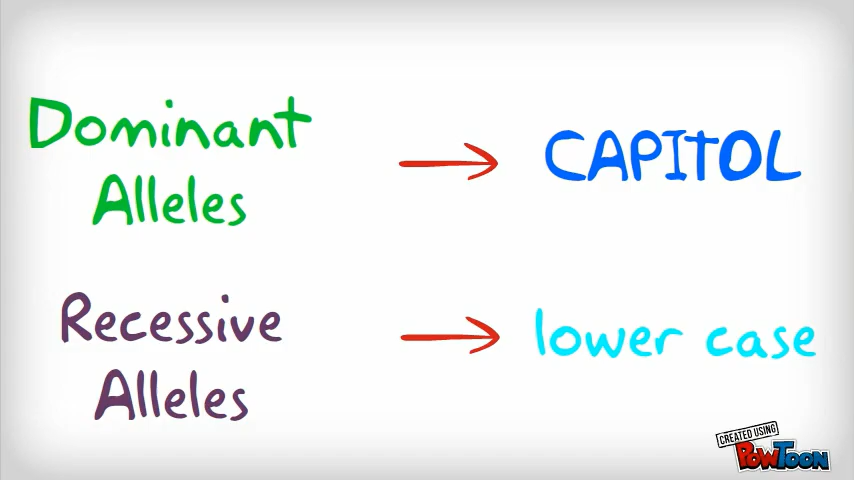 Dominant
Alleles
CAPITOL
Recessive
Alleles
lower case
CREATED USING
POWTOON